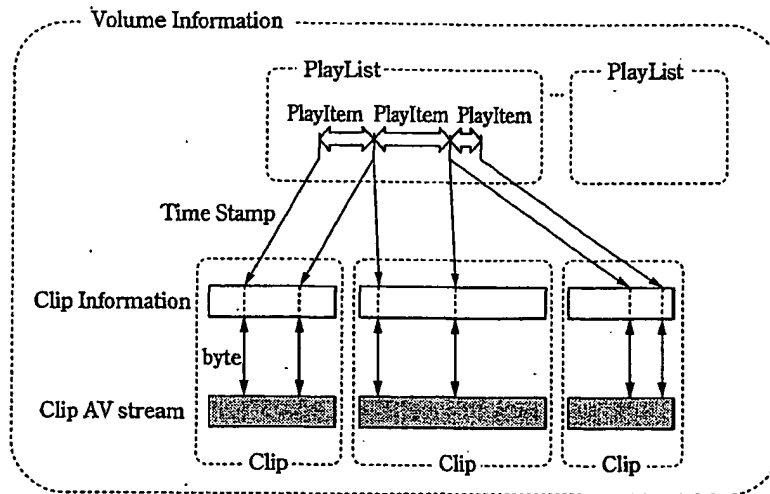 Volume Information
PlayList
PlayList
...
PlayItem PlayItem PlayItem
Time Stamp
Clip Information
byte
Clip AV stream
Clip
Clip
Clip